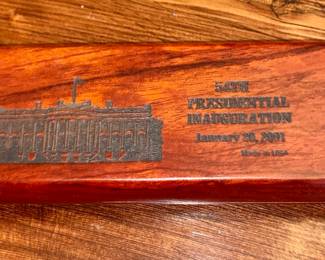 54TH
PRESIDENTIAL
INAUGURATION
January 20, 2001
Made in USA